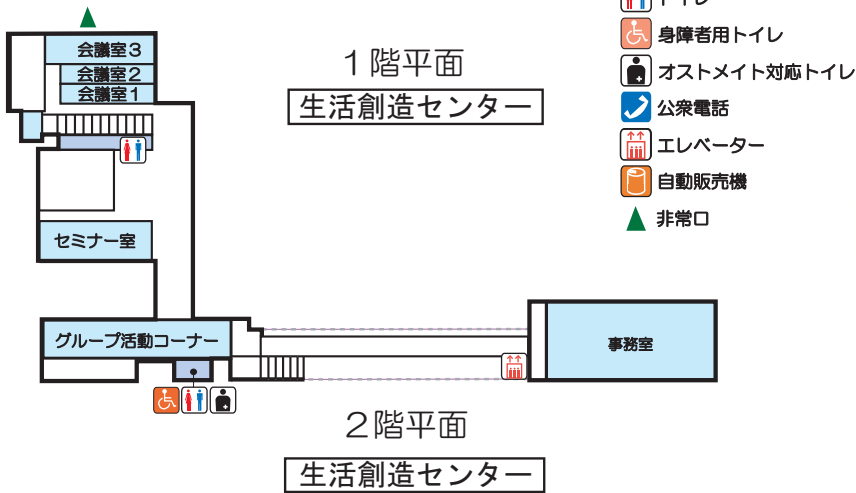 トイレ
身障者用トイレ
オストメイト対応トイレ
公衆電話
エレベーター
自動販売機
非常口
1階平面
生活創造センター
会議室3
会議室2
会議室1
セミナー室
グループ活動コーナー
事務室
2階平面
生活創造センター